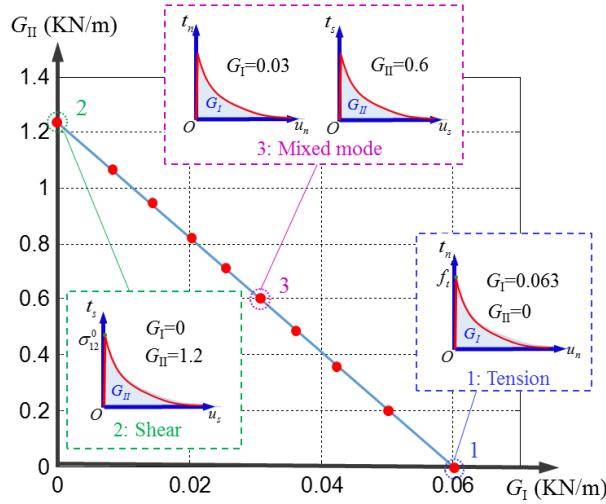 G_II (KN/m)
1.4
1.2
1
0.8
0.6
0.4
0.2
0
0
0.02
0.04
0.06
G_I (KN/m)
t_n
G_I
O
u_n
G_I=0.03
t_s
G_II
O
u_s
G_II=0.6
3: Mixed mode
2
3
1
t_s
σ⁰₁₂
G_II
O
u_s
G_I=0
G_II=1.2
2: Shear
t_n
f_t
G_I
O
u_n
G_I=0.063
G_II=0
1: Tension